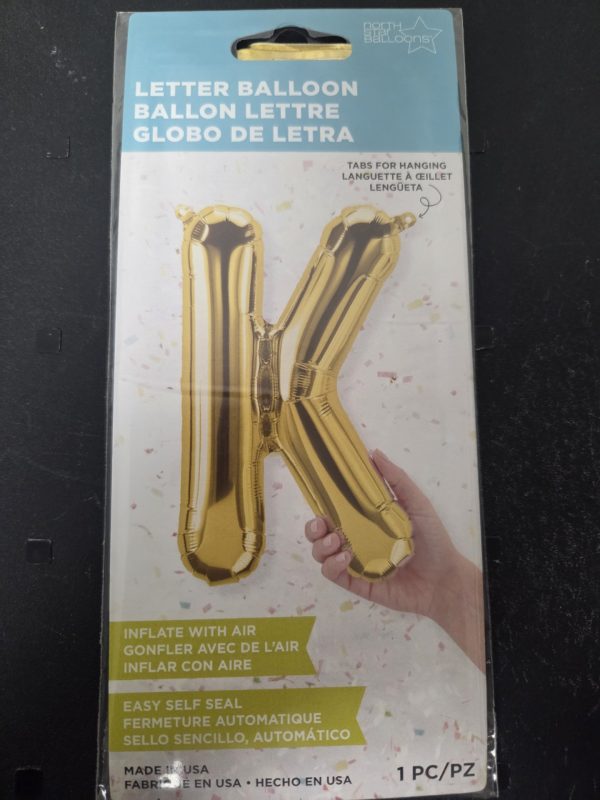 north
star
balloons
LETTER BALLOON
BALLON LETTRE
GLOBO DE LETRA
TABS FOR HANGING
LANGUETTE À ŒILLET
LENGÜETA
K
INFLATE WITH AIR
GONFLER AVEC DE L'AIR
INFLAR CON AIRE
EASY SELF SEAL
FERMETURE AUTOMATIQUE
SELLO SENCILLO, AUTOMÁTICO
MADE IN USA
FABRIQUÉ EN USA • HECHO EN USA
1 PC/PZ